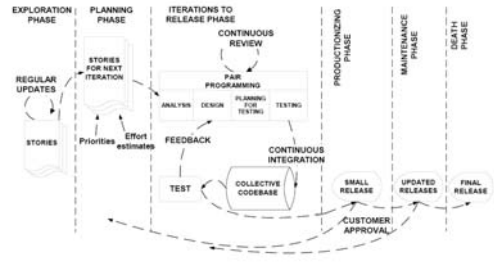 EXPLORATION
PHASE
PLANNING
PHASE
ITERATIONS TO
RELEASE PHASE
PRODUCTIONIZING
PHASE
MAINTENANCE
PHASE
DEATH
PHASE
CONTINUOUS
REVIEW
STORIES
FOR NEXT
ITERATION
REGULAR
UPDATES
PAIR
PROGRAMMING
ANALYSIS
DESIGN
PLANNING
FOR
TESTING
TESTING
STORIES
Priorities
Effort
estimates
FEEDBACK
CONTINUOUS
INTEGRATION
TEST
COLLECTIVE
CODEBASE
SMALL
RELEASE
UPDATED
RELEASES
FINAL
RELEASE
CUSTOMER
APPROVAL